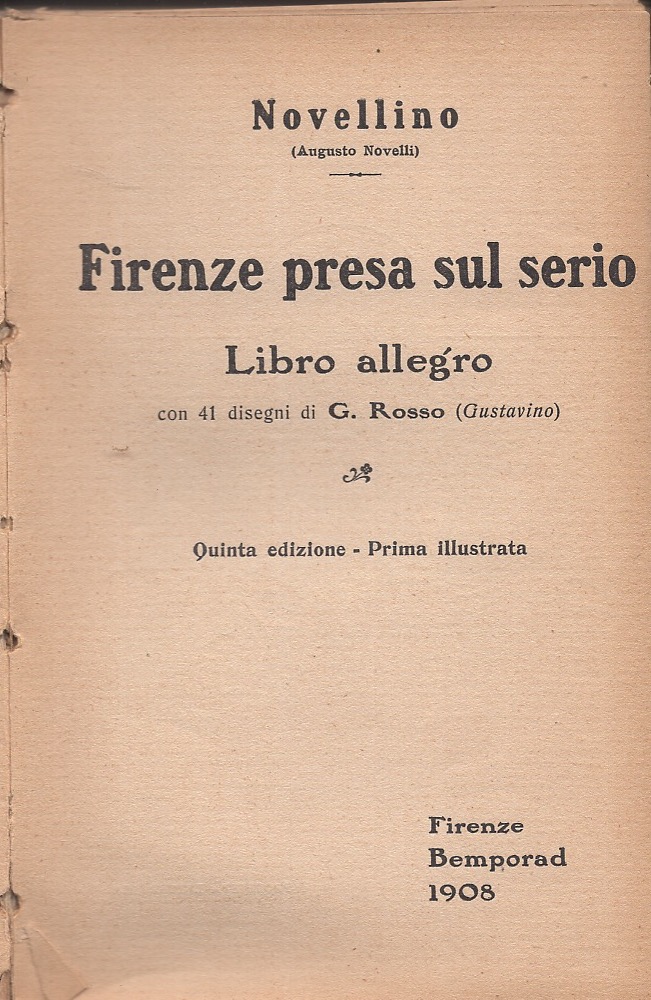 Novellino
(Augusto Novelli)
Firenze presa sul serio
Libro allegro
con 41 disegni di G. Rosso (Gustavino)
Quinta edizione - Prima illustrata
Firenze
Bemporad
1908